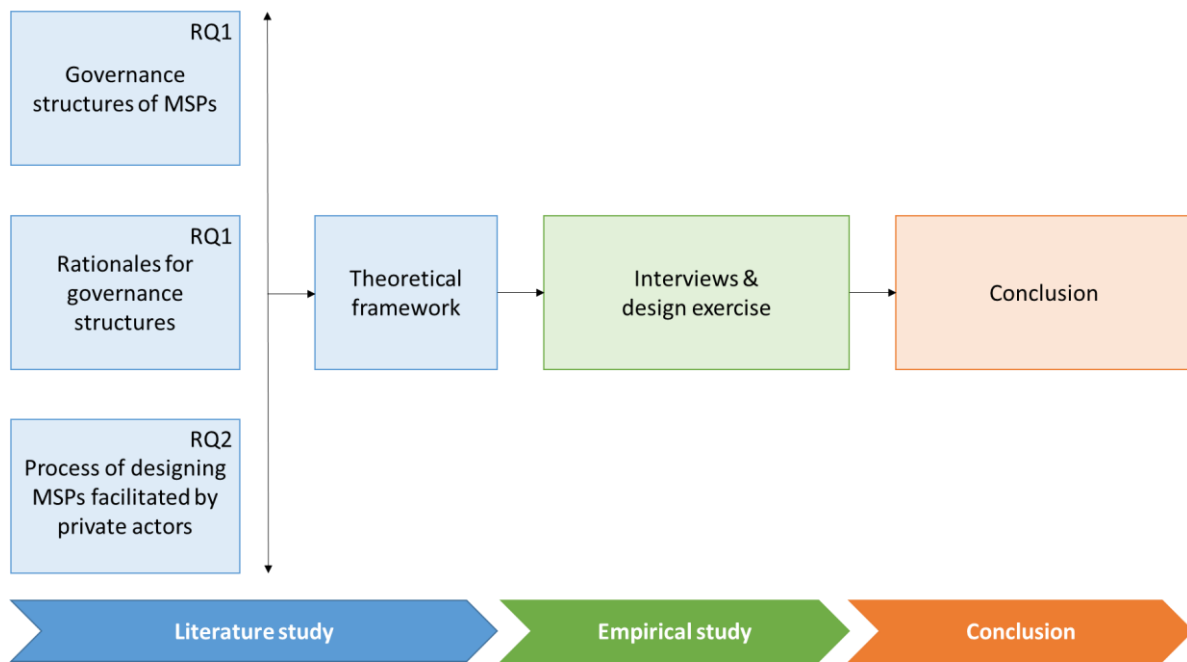 RQ1
Governance
structures of MSPs
RQ1
Rationales for
governance
structures
RQ2
Process of designing
MSPs facilitated by
private actors
Theoretical
framework
Interviews &
design exercise
Conclusion
Literature study
Empirical study
Conclusion